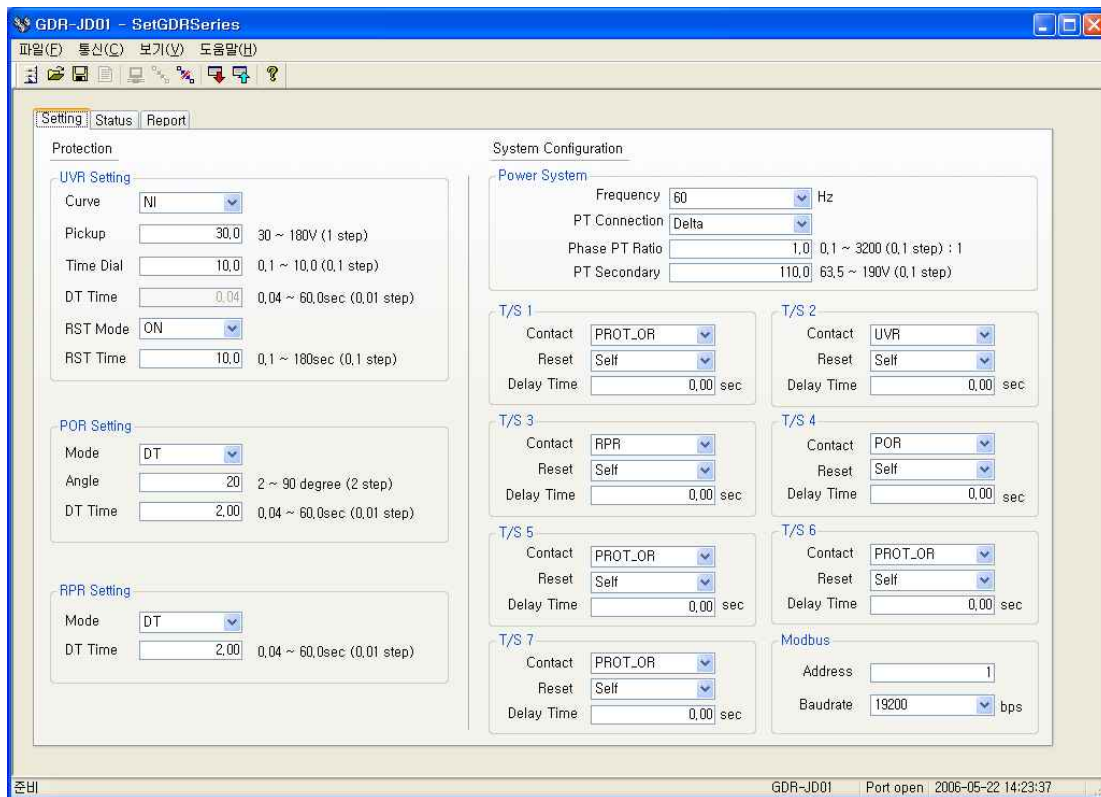 GDR-JD01 - SetGDRSeries
파일(F) 통신(C) 보기(V) 도움말(H)
Setting Status Report
Protection
UVR Setting
Curve NI
Pickup 30,0 30 ~ 180V (1 step)
Time Dial 10,0 0,1 ~ 10,0 (0,1 step)
DT Time 0,04 0,04 ~ 60,0sec (0,01 step)
RST Mode ON
RST Time 10,0 0,1 ~ 180sec (0,1 step)
POR Setting
Mode DT
Angle 20 2 ~ 90 degree (2 step)
DT Time 2,00 0,04 ~ 60,0sec (0,01 step)
RPR Setting
Mode DT
DT Time 2,00 0,04 ~ 60,0sec (0,01 step)
System Configuration
Power System
Frequency 60 Hz
PT Connection Delta
Phase PT Ratio 1,0 0,1 ~ 3200 (0,1 step) : 1
PT Secondary 110,0 63,5 ~ 190V (0,1 step)
T/S 1
Contact PROT_OR
Reset Self
Delay Time 0,00 sec
T/S 2
Contact UVR
Reset Self
Delay Time 0,00 sec
T/S 3
Contact RPR
Reset Self
Delay Time 0,00 sec
T/S 4
Contact POR
Reset Self
Delay Time 0,00 sec
T/S 5
Contact PROT_OR
Reset Self
Delay Time 0,00 sec
T/S 6
Contact PROT_OR
Reset Self
Delay Time 0,00 sec
T/S 7
Contact PROT_OR
Reset Self
Delay Time 0,00 sec
Modbus
Address 1
Baudrate 19200 bps
준비 GDR-JD01 Port open 2006-05-22 14:23:37